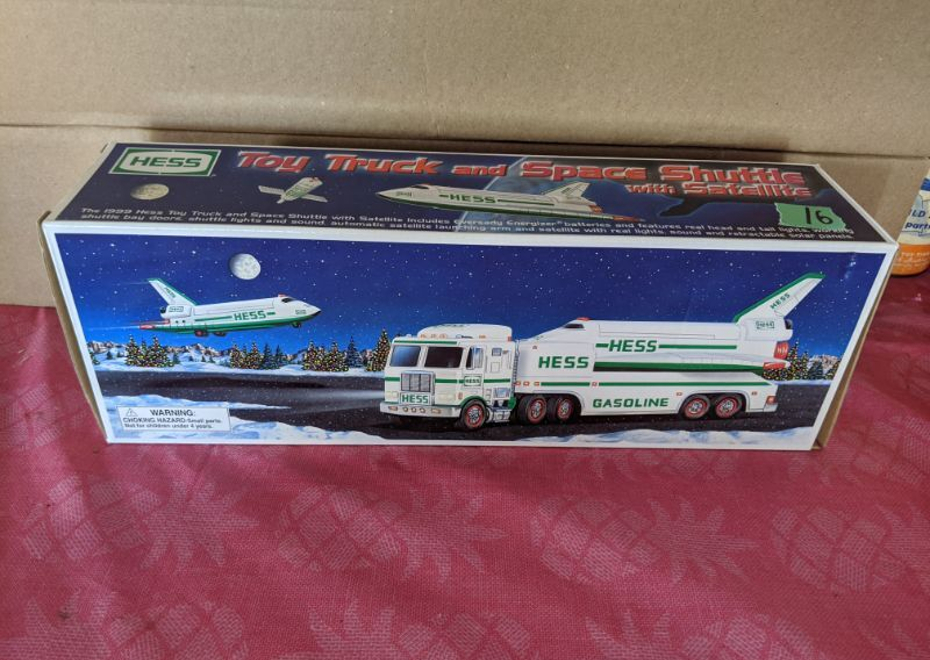 HESS
Toy Truck and Space Shuttle
with Satellite
HESS
16
The 1999 Hess Toy Truck and Space Shuttle with Satellite includes Eveready Energizer® batteries and features real head and tail lights, working
shuttle bay doors, shuttle lights and sound, automatic satellite launching arm and satellite with real lights, sound and retractable solar panels.
HESS
HESS
HESS
HESS
HESS
HESS
HESS
GASOLINE
WARNING:
CHOKING HAZARD-Small parts.
Not for children under 4 years.